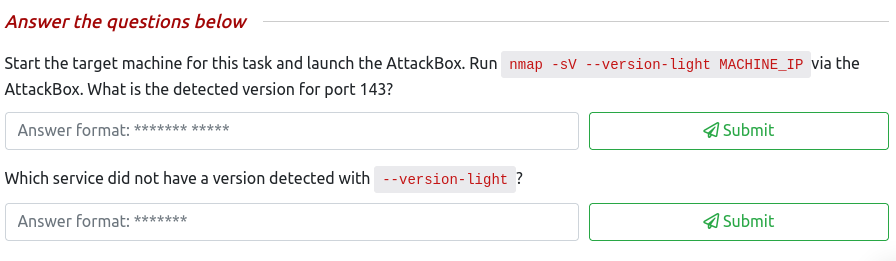 Answer the questions below
Start the target machine for this task and launch the AttackBox. Run nmap -sV --version-light MACHINE_IP via the
AttackBox. What is the detected version for port 143?
Answer format: ******* *****
Submit
Which service did not have a version detected with --version-light ?
Answer format: *******
Submit